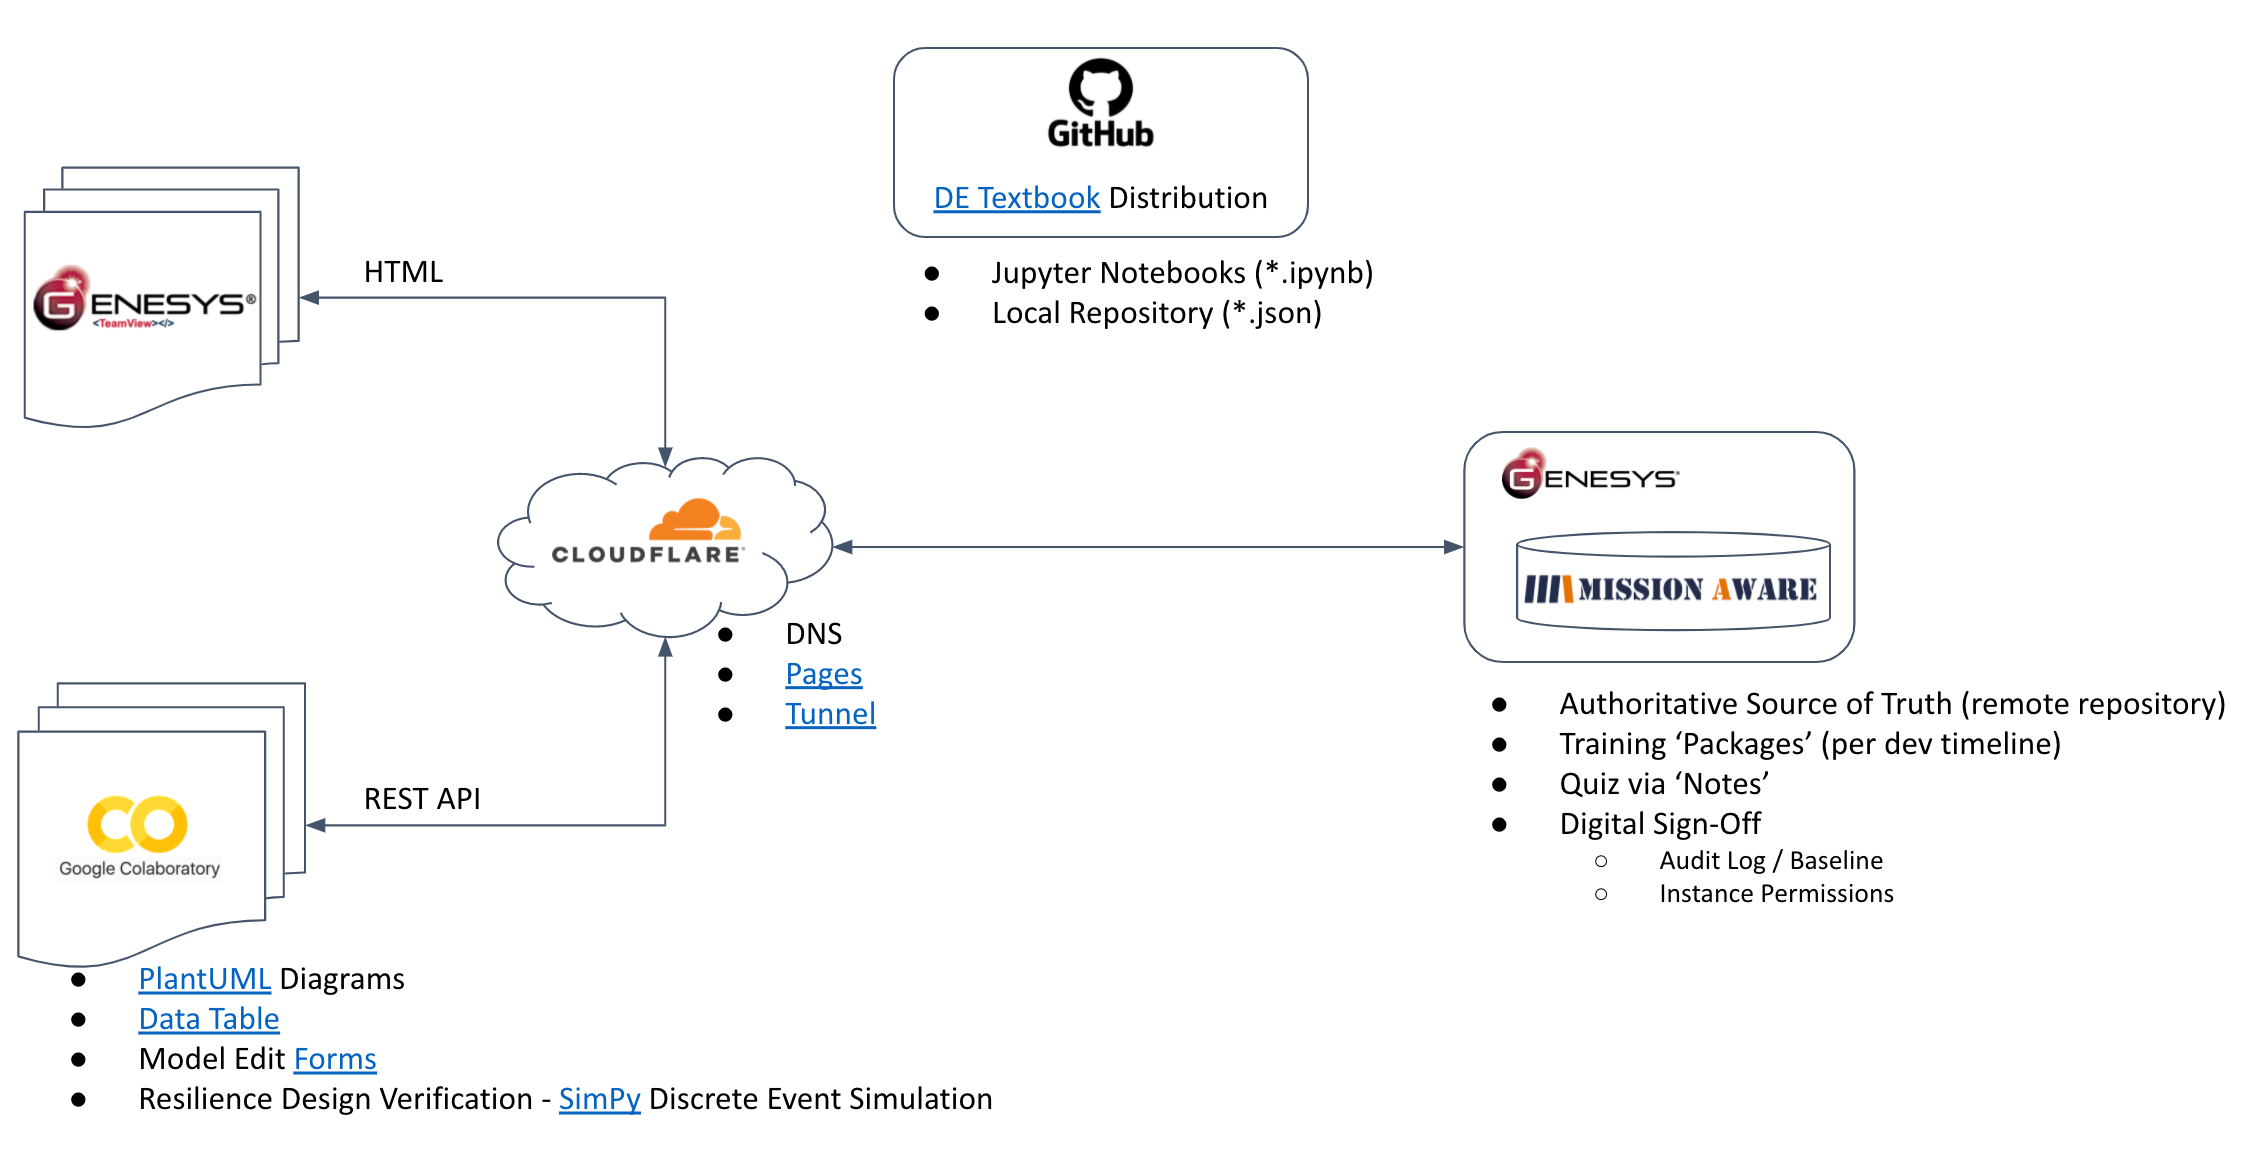 GitHub
DE Textbook Distribution
● Jupyter Notebooks (*.ipynb)
● Local Repository (*.json)
GENESYS®
<TeamView></>
HTML
CLOUDFLARE
● DNS
● Pages
● Tunnel
GENESYS
MISSION AWARE
● Authoritative Source of Truth (remote repository)
● Training ‘Packages’ (per dev timeline)
● Quiz via ‘Notes’
● Digital Sign-Off
○ Audit Log / Baseline
○ Instance Permissions
REST API
CO
Google Colaboratory
● PlantUML Diagrams
● Data Table
● Model Edit Forms
● Resilience Design Verification - SimPy Discrete Event Simulation